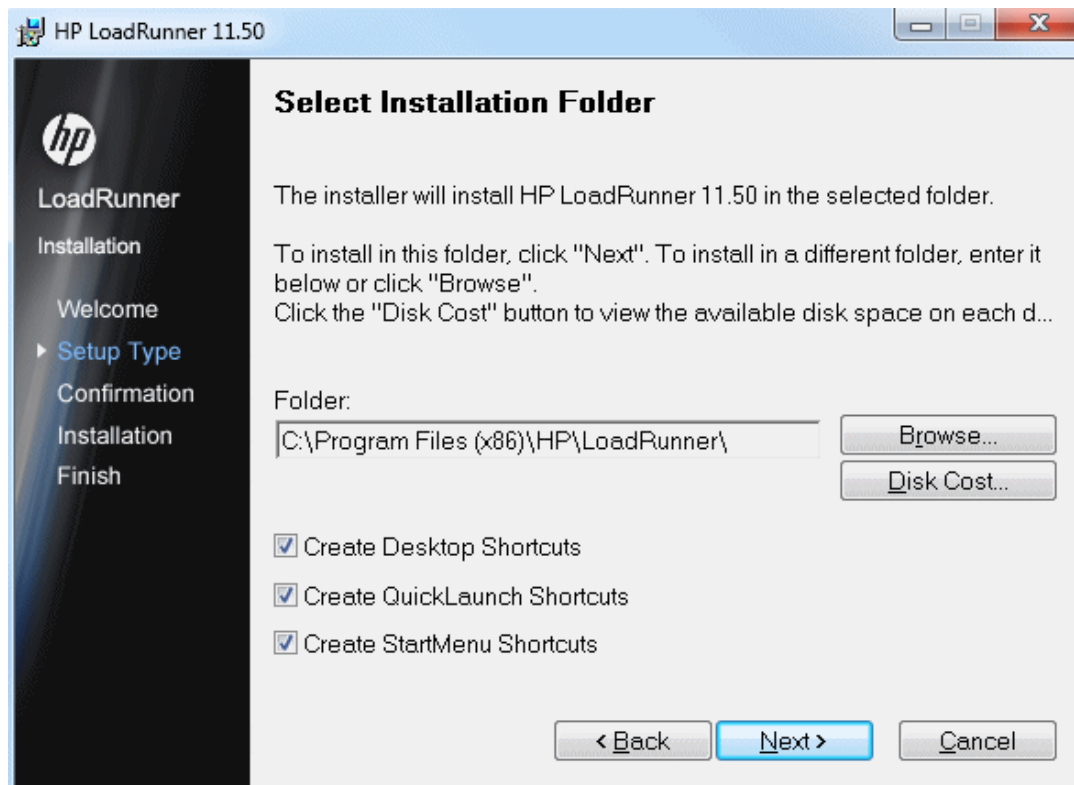 HP LoadRunner 11.50
hp
LoadRunner
Installation
Welcome
Setup Type
Confirmation
Installation
Finish
Select Installation Folder
The installer will install HP LoadRunner 11.50 in the selected folder.
To install in this folder, click "Next". To install in a different folder, enter it
below or click "Browse".
Click the "Disk Cost" button to view the available disk space on each d...
Folder:
C:\Program Files (x86)\HP\LoadRunner\
Browse...
Disk Cost...
Create Desktop Shortcuts
Create QuickLaunch Shortcuts
Create StartMenu Shortcuts
< Back
Next >
Cancel